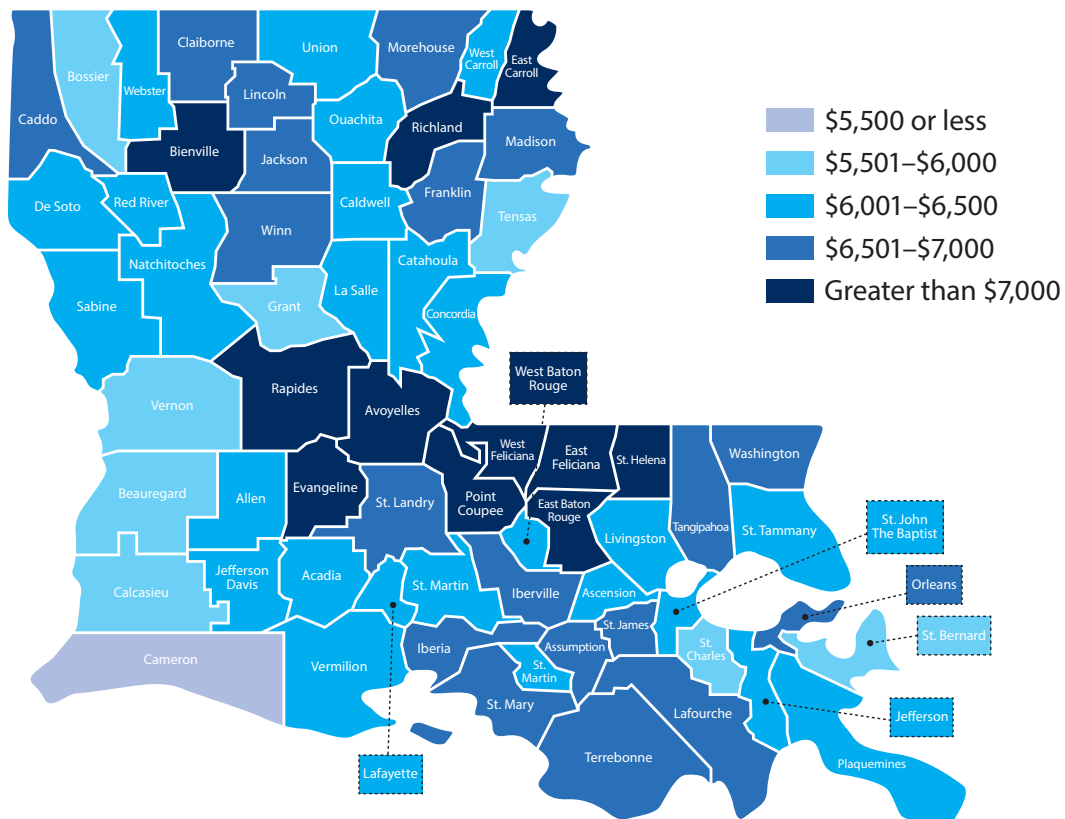 Claiborne
Union
Morehouse
West
Carroll
East
Carroll
Bossier
Webster
Lincoln
Caddo
Ouachita
Richland
Madison
Bienville
Jackson
Franklin
De Soto
Red River
Caldwell
Tensas
Winn
Natchitoches
Catahoula
La Salle
Sabine
Grant
Concordia
West Baton
Rouge
Rapides
Vernon
Avoyelles
West
Feliciana
East
Feliciana
St. Helena
Washington
Beauregard
Allen
Evangeline
St. Landry
Point
Coupee
East Baton
Rouge
Tangipahoa
St. Tammany
Livingston
St. John
The Baptist
Calcasieu
Jefferson
Davis
Acadia
St. Martin
Iberville
Ascension
Orleans
St. James
St. Bernard
Cameron
Vermilion
Iberia
Assumption
St.
Charles
St.
Martin
St. Mary
Lafourche
Jefferson
Terrebonne
Plaquemines
Lafayette
$5,500 or less
$5,501–$6,000
$6,001–$6,500
$6,501–$7,000
Greater than $7,000